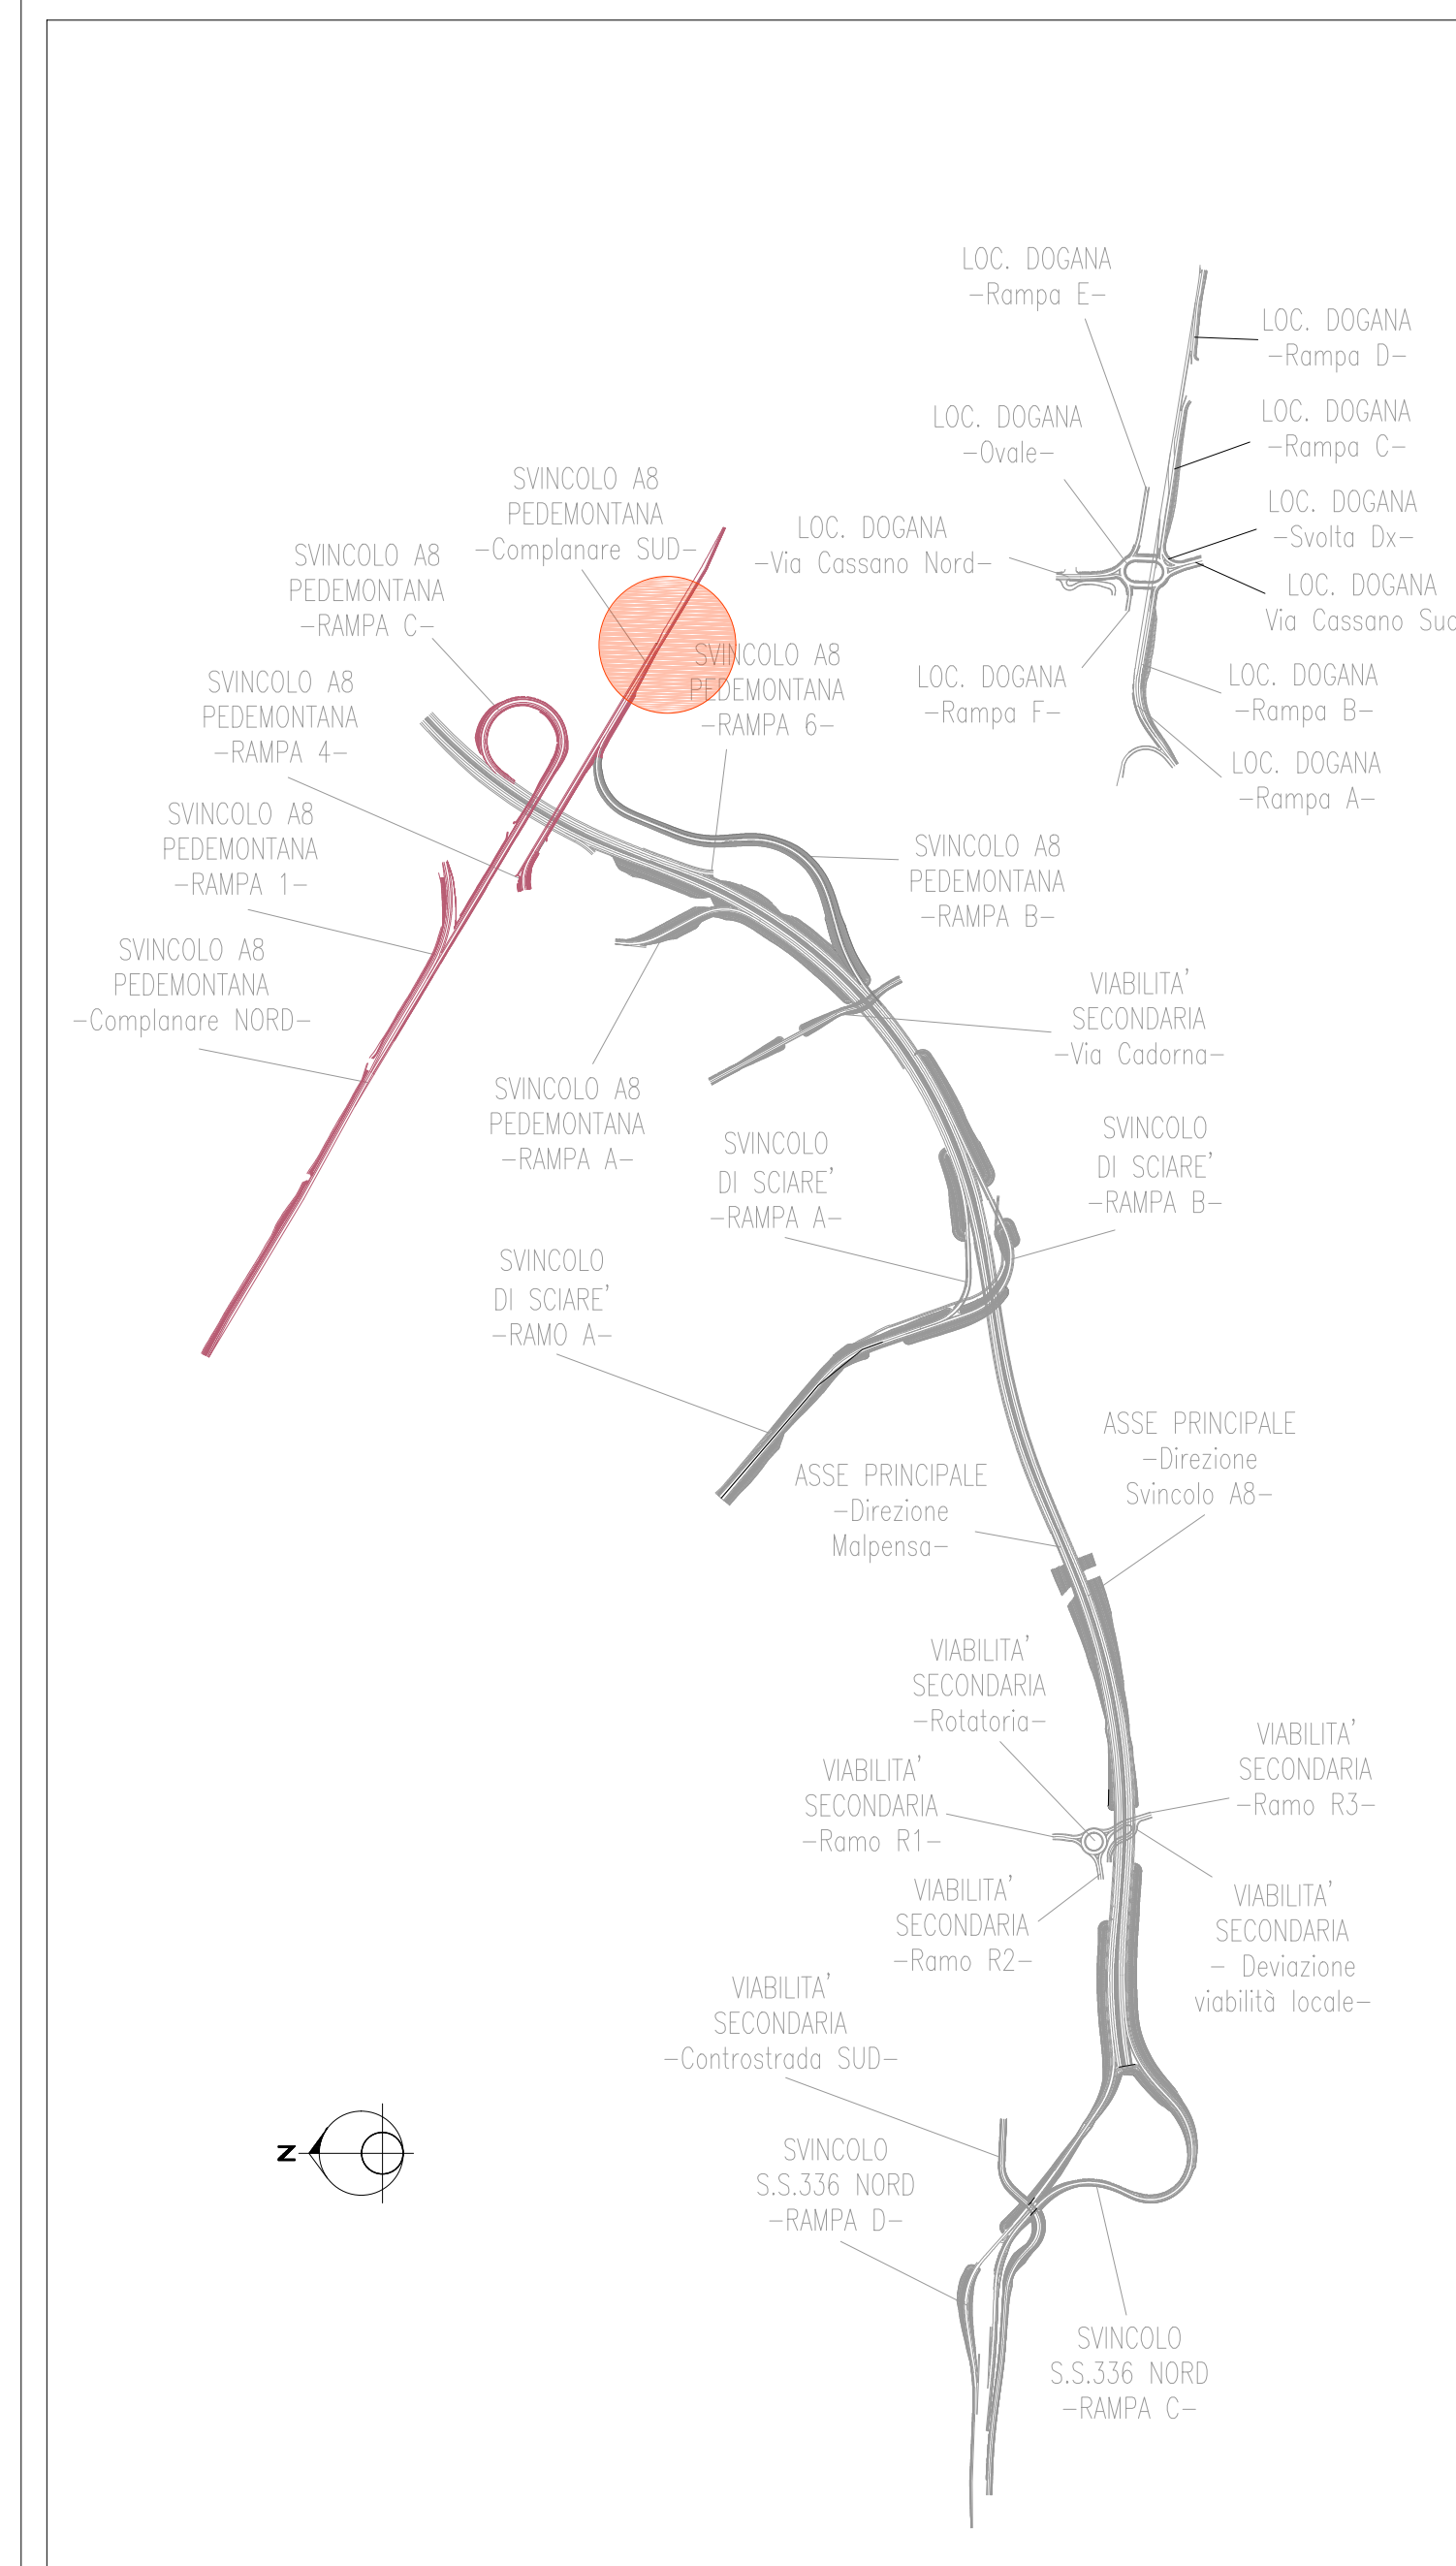 LOC. DOGANA
-Rampa E-
LOC. DOGANA
-Rampa D-
LOC. DOGANA
-Rampa C-
LOC. DOGANA
-Ovale-
SVINCOLO A8
PEDEMONTANA
-Complanare SUD-
LOC. DOGANA
-Svolta Dx-
LOC. DOGANA
-Via Cassano Nord-
SVINCOLO A8
PEDEMONTANA
-RAMPA C-
LOC. DOGANA
Via Cassano Sud
SVINCOLO A8
PEDEMONTANA
-RAMPA 6-
LOC. DOGANA
-Rampa F-
LOC. DOGANA
-Rampa B-
SVINCOLO A8
PEDEMONTANA
-RAMPA 4-
LOC. DOGANA
-Rampa A-
SVINCOLO A8
PEDEMONTANA
-RAMPA 1-
SVINCOLO A8
PEDEMONTANA
-RAMPA B-
SVINCOLO A8
PEDEMONTANA
-Complanare NORD-
VIABILITA'
SECONDARIA
-Via Cadorna-
SVINCOLO A8
PEDEMONTANA
-RAMPA A-
SVINCOLO
DI SCIARE'
-RAMPA A-
SVINCOLO
DI SCIARE'
-RAMPA B-
SVINCOLO
DI SCIARE'
-RAMO A-
ASSE PRINCIPALE
-Direzione
Svincolo A8-
ASSE PRINCIPALE
-Direzione
Malpensa-
VIABILITA'
SECONDARIA
-Rotatoria-
VIABILITA'
SECONDARIA
-Ramo R3-
VIABILITA'
SECONDARIA
-Ramo R1-
VIABILITA'
SECONDARIA
-Ramo R2-
VIABILITA'
SECONDARIA
- Deviazione
viabilità locale-
VIABILITA'
SECONDARIA
-Controstrada SUD-
N
SVINCOLO
S.S.336 NORD
-RAMPA D-
SVINCOLO
S.S.336 NORD
-RAMPA C-